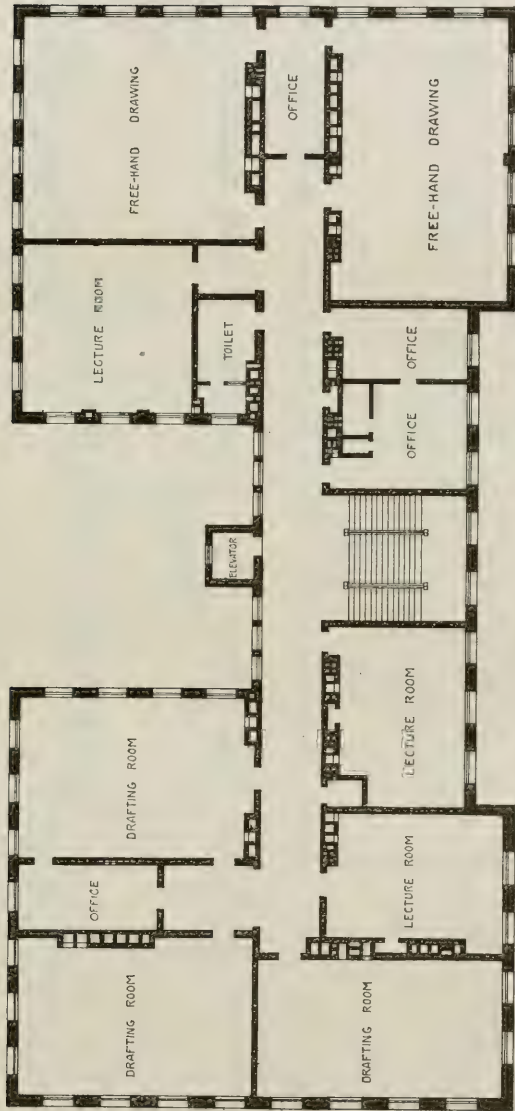 DRAFTING ROOM
OFFICE
DRAFTING ROOM
ELEVATOR
LECTURE ROOM
TOILET
FREE-HAND DRAWING
OFFICE
DRAFTING ROOM
LECTURE ROOM
LECTURE ROOM
OFFICE
OFFICE
FREE-HAND DRAWING